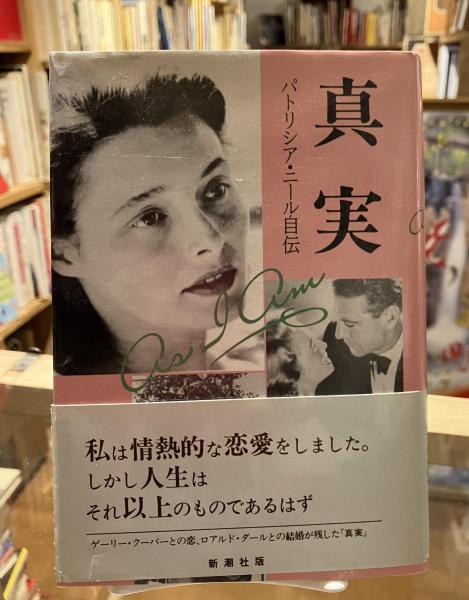 真実
パトリシア・ニール自伝
As I Am
私は情熱的な恋愛をしました。
しかし人生は
それ以上のものであるはず
ゲーリー・クーパーとの恋、ロアルド・ダールとの結婚が残した『真実』
新潮社版